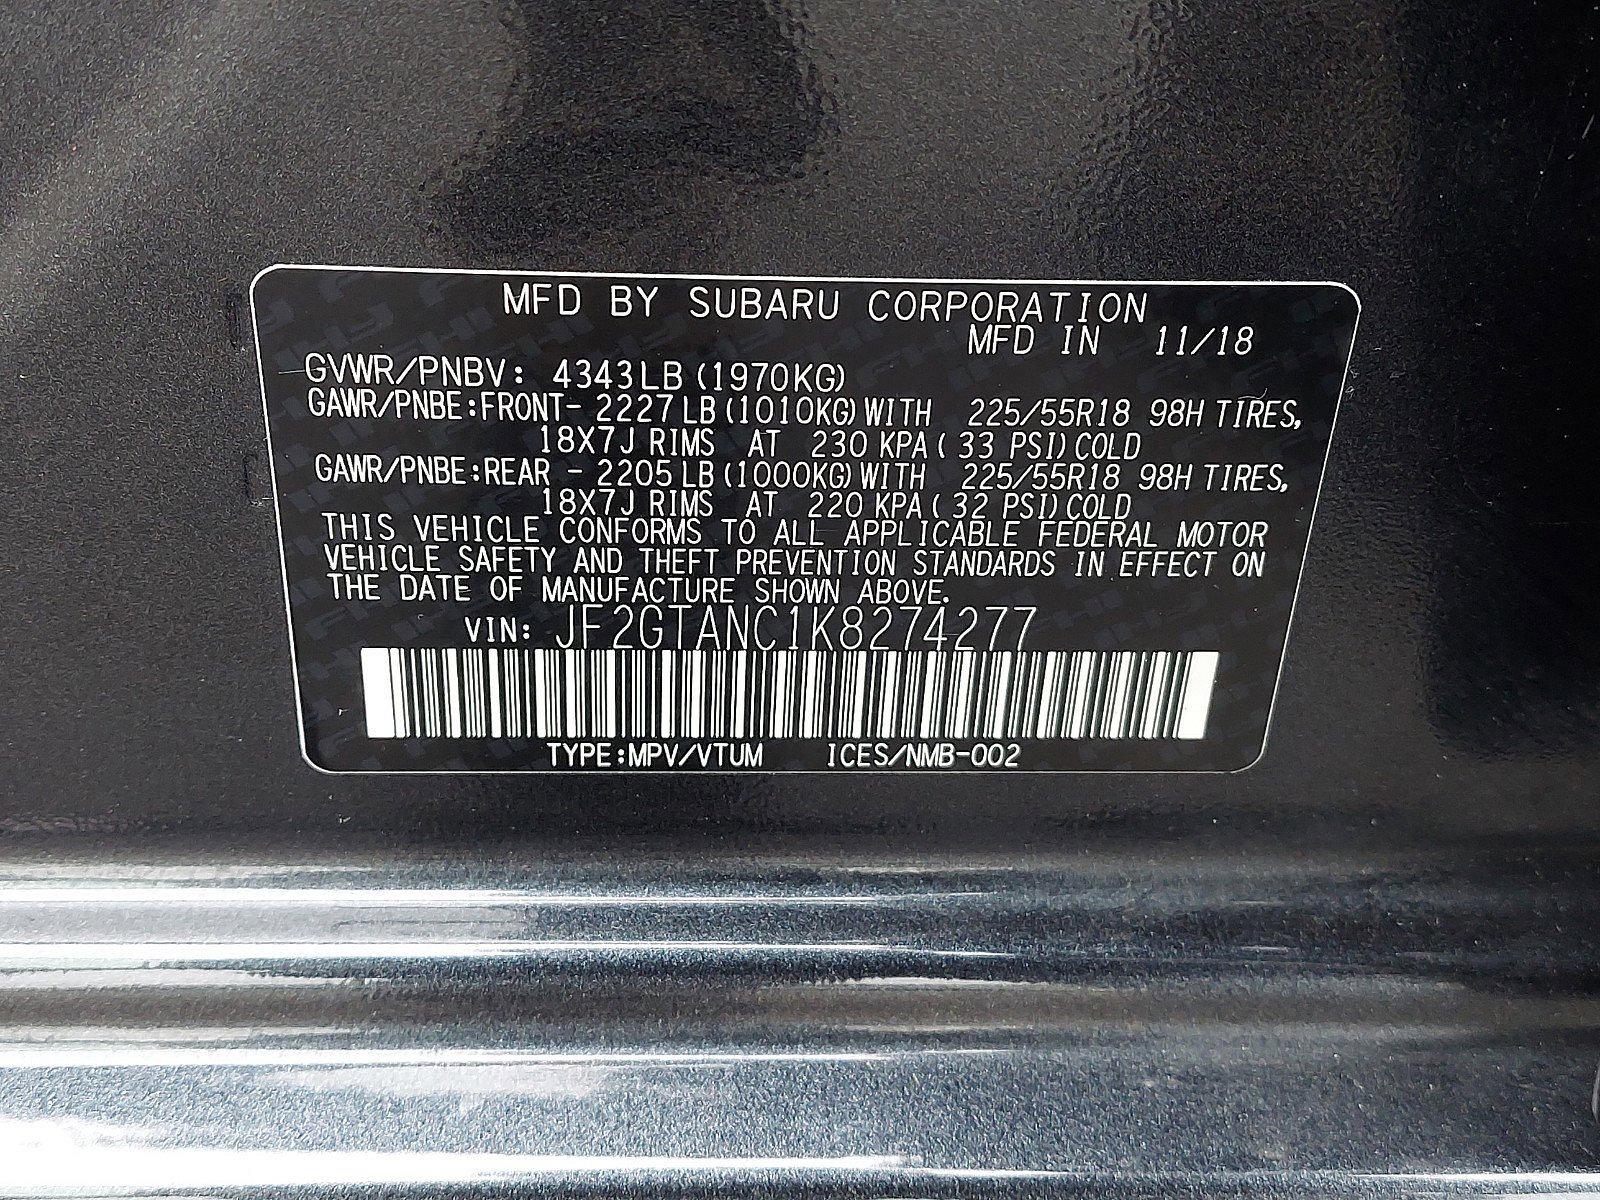 MFD BY SUBARU CORPORATION
MFD IN 11/18
GVWR/PNBV: 4343LB (1970KG)
GAWR/PNBE:FRONT- 2227LB (1010KG) WITH 225/55R18 98H TIRES,
18X7J RIMS AT 230 KPA ( 33 PSI) COLD
GAWR/PNBE:REAR - 2205LB (1000KG) WITH 225/55R18 98H TIRES,
18X7J RIMS AT 220 KPA ( 32 PSI) COLD
THIS VEHICLE CONFORMS TO ALL APPLICABLE FEDERAL MOTOR
VEHICLE SAFETY AND THEFT PREVENTION STANDARDS IN EFFECT ON
THE DATE OF MANUFACTURE SHOWN ABOVE.
VIN: JF2GTANC1K8274277
TYPE:MPV/VTUM ICES/NMB-002